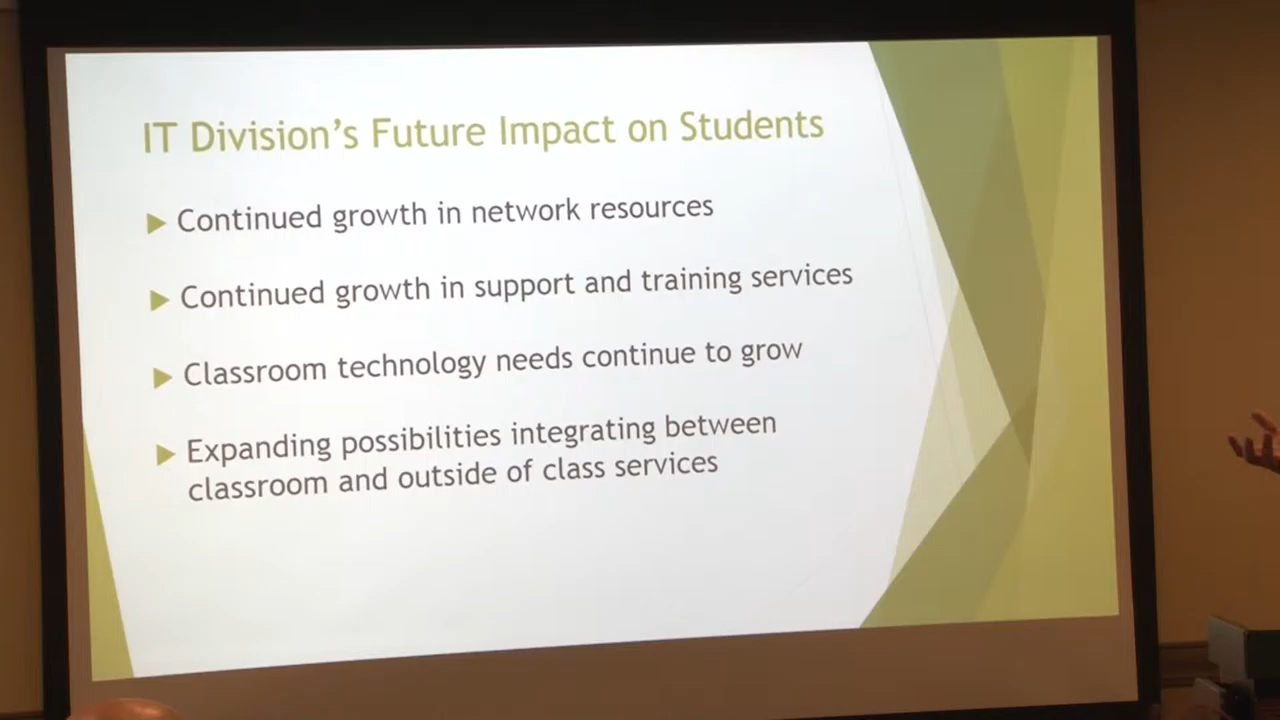 IT Division's Future Impact on Students
Continued growth in network resources
Continued growth in support and training services
Classroom technology needs continue to grow
Expanding possibilities integrating between
classroom and outside of class services